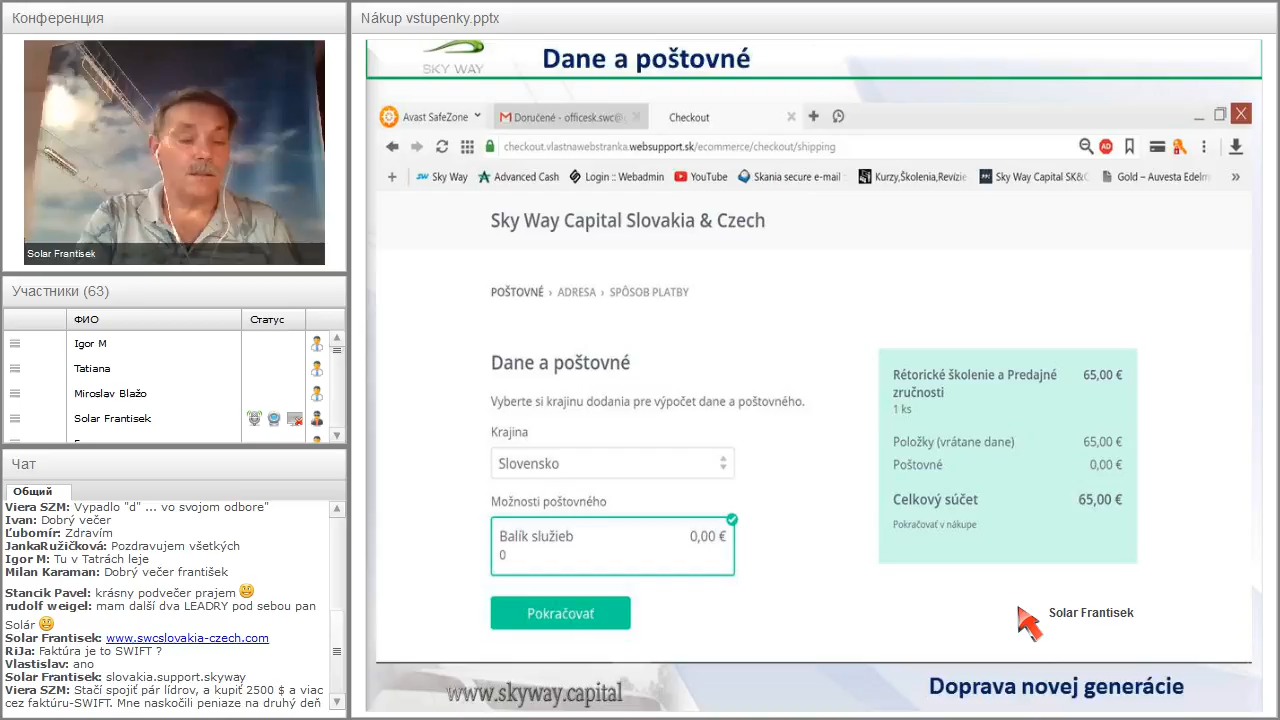 Конференция
Solar Frantisek
Участники (63)
ФИО
Статус
Igor M
Tatiana
Miroslav Blažo
Solar Frantisek
Чат
Общий
Viera SZM: Vypadlo "d" ... vo svojom odbore"
Ivan: Dobrý večer
Ľubomír: Zdravím
JankaRužičková: Pozdravujem všetkých
Igor M: Tu v Tatrách leje
Milan Karaman: Dobrý večer františek
Stancik Pavel: krásny podvečer prajem
rudolf weigel: mam další dva LEADRY pod sebou pan
Solár
Solar Frantisek: www.swcslovakia-czech.com
RiJa: Faktúra je to SWIFT ?
Vlastislav: ano
Solar Frantisek: slovakia.support.skyway
Viera SZM: Stačí spojiť pár lídrov, a kupiť 2500 $ a viac
cez faktúru-SWIFT. Mne naskočili peniaze na druhý deň
Nákup vstupenky.pptx
SKY WAY
Dane a poštovné
Avast SafeZone
Doručené - officesk.swc@
Checkout
checkout.vlastnawebstranka.websupport.sk/ecommerce/checkout/shipping
Sky Way
Advanced Cash
Login :: Webadmin
YouTube
Skania secure e-mail
Kurzy,Školenia,Revízie
Sky Way Capital SK&
Gold – Auvesta Edelm
Sky Way Capital Slovakia & Czech
POŠTOVNÉ › ADRESA › SPÔSOB PLATBY
Dane a poštovné
Vyberte si krajinu dodania pre výpočet dane a poštovného.
Krajina
Slovensko
Možnosti poštovného
Balík služieb 0,00 €
0
Pokračovať
Rétorické školenie a Predajné 65,00 €
zručnosti
1 ks
Položky (vrátane dane) 65,00 €
Poštovné 0,00 €
Celkový súčet 65,00 €
Pokračovať v nákupe
Solar Frantisek
www.skyway.capital
Doprava novej generácie